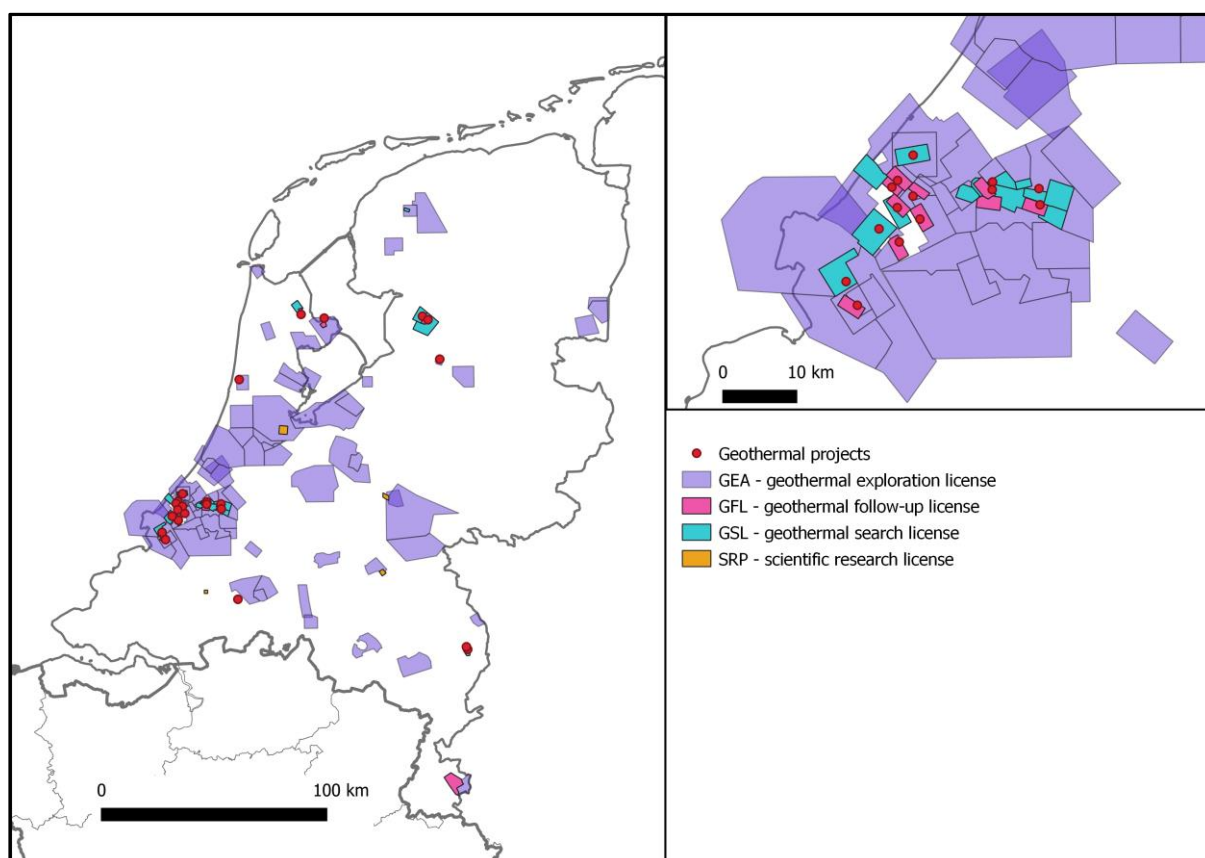 0
100 km
0
10 km
Geothermal projects
GEA - geothermal exploration license
GFL - geothermal follow-up license
GSL - geothermal search license
SRP - scientific research license